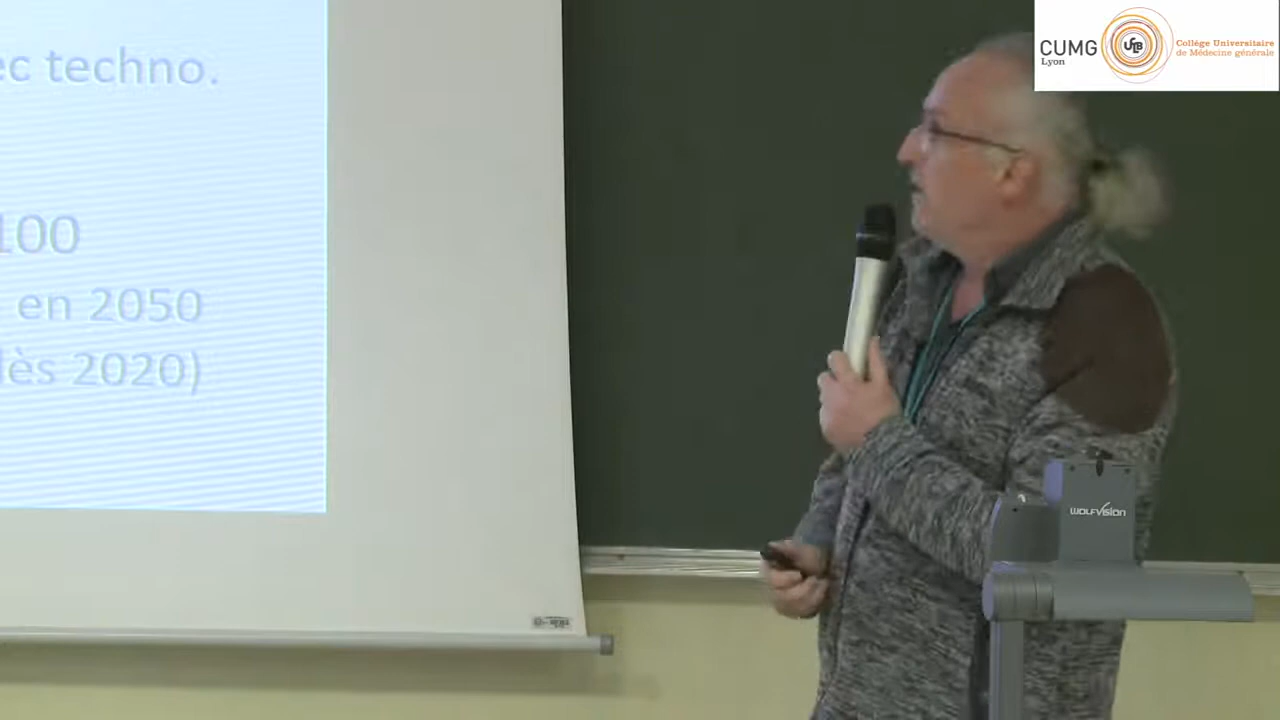 ec techno.
100
en 2050
dès 2020)
CUMG
Lyon
Collège Universitaire
de Médecine générale
WOLFVISION